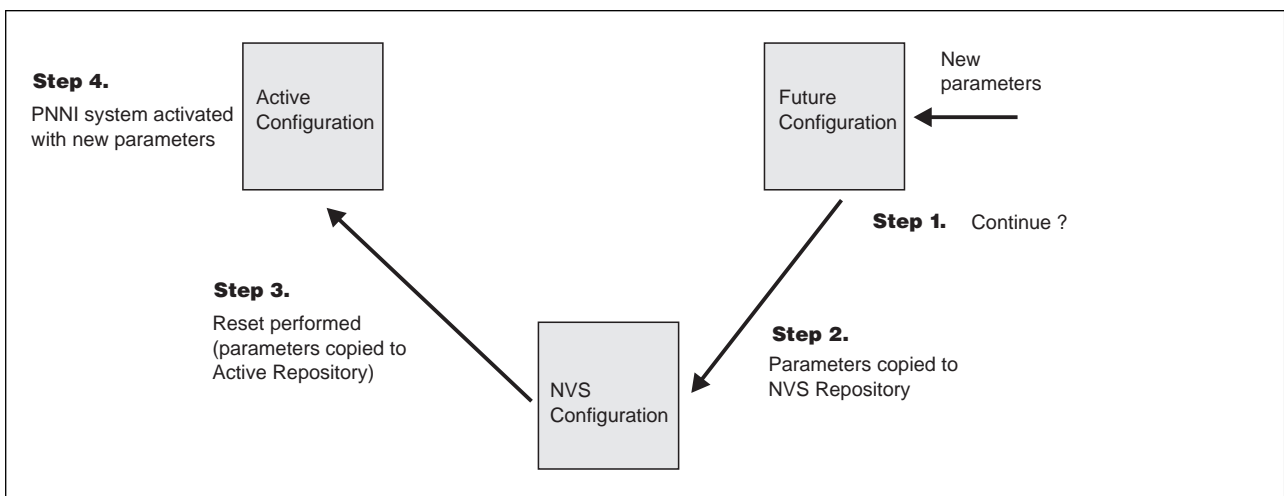 Step 4.
PNNI system activated
with new parameters
Active
Configuration
Future
Configuration
New
parameters
Step 1. Continue ?
Step 3.
Reset performed
(parameters copied to
Active Repository)
Step 2.
Parameters copied to
NVS Repository
NVS
Configuration